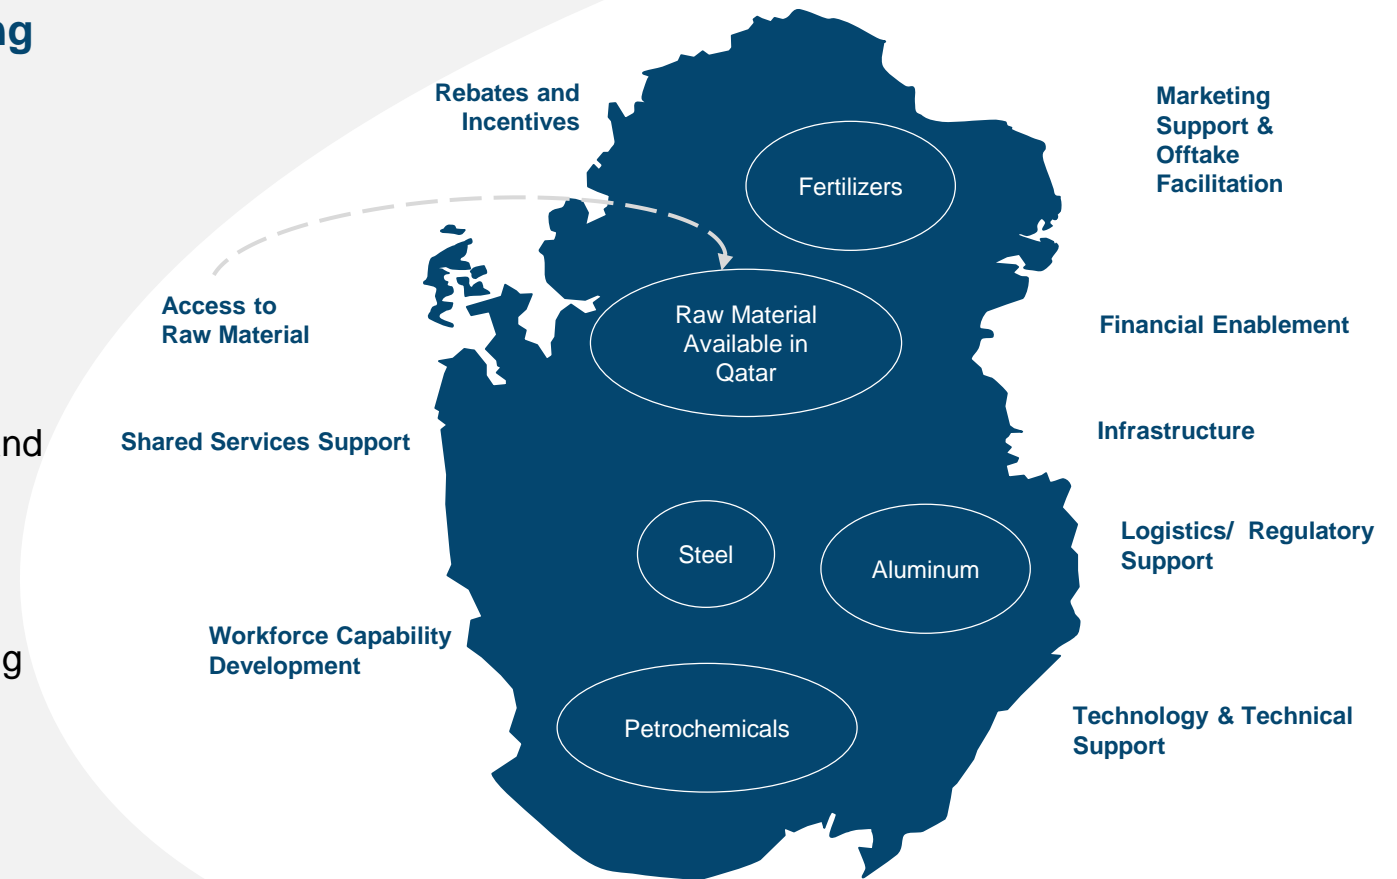 ng
Rebates and
Incentives
Marketing
Support &
Offtake
Facilitation
Fertilizers
Access to
Raw Material
Raw Material
Available in
Qatar
Financial Enablement
nd
Shared Services Support
Infrastructure
Logistics/ Regulatory
Support
Steel
Aluminum
Workforce Capability
Development
g
Petrochemicals
Technology & Technical
Support